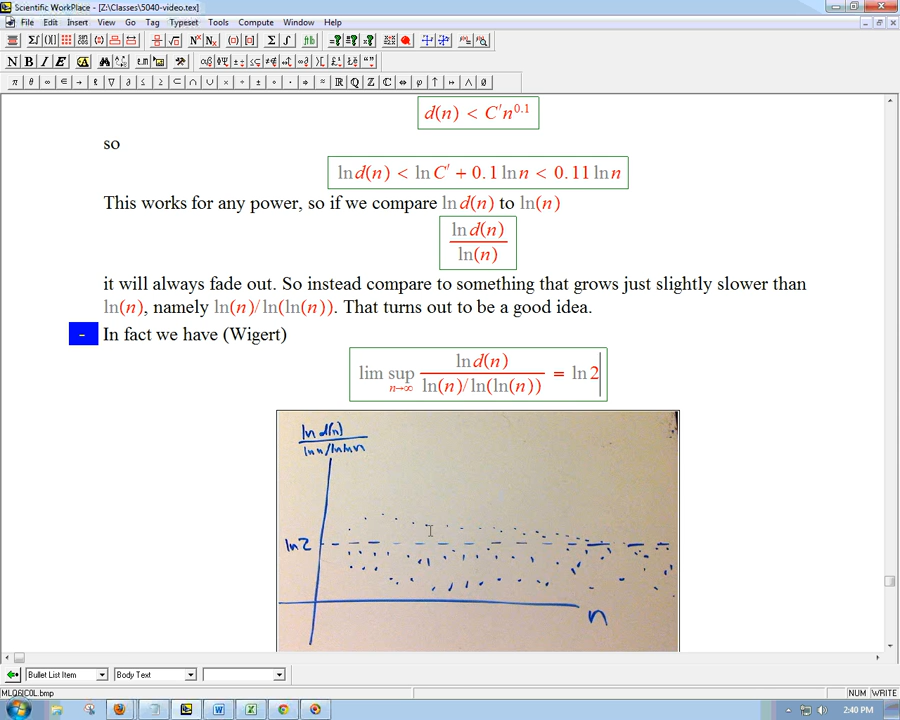 Scientific WorkPlace - [Z:\Classes\5040-video.tex]
File Edit Insert View Go Tag Typeset Tools Compute Window Help
d(n) < C′n^0.1
so
ln d(n) < ln C′ + 0.1 ln n < 0.11 ln n
This works for any power, so if we compare ln d(n) to ln(n)
ln d(n)
ln(n)
it will always fade out. So instead compare to something that grows just slightly slower than
ln(n), namely ln(n)/ln(ln(n)). That turns out to be a good idea.
- In fact we have (Wigert)
lim sup n→∞ ln d(n) / ln(n)/ln(ln(n)) = ln 2
ln d(n)
ln n/ln ln n
ln 2
n
Bullet List Item Body Text
MLQ6IC0L.bmp NUM WRITE
2:40 PM